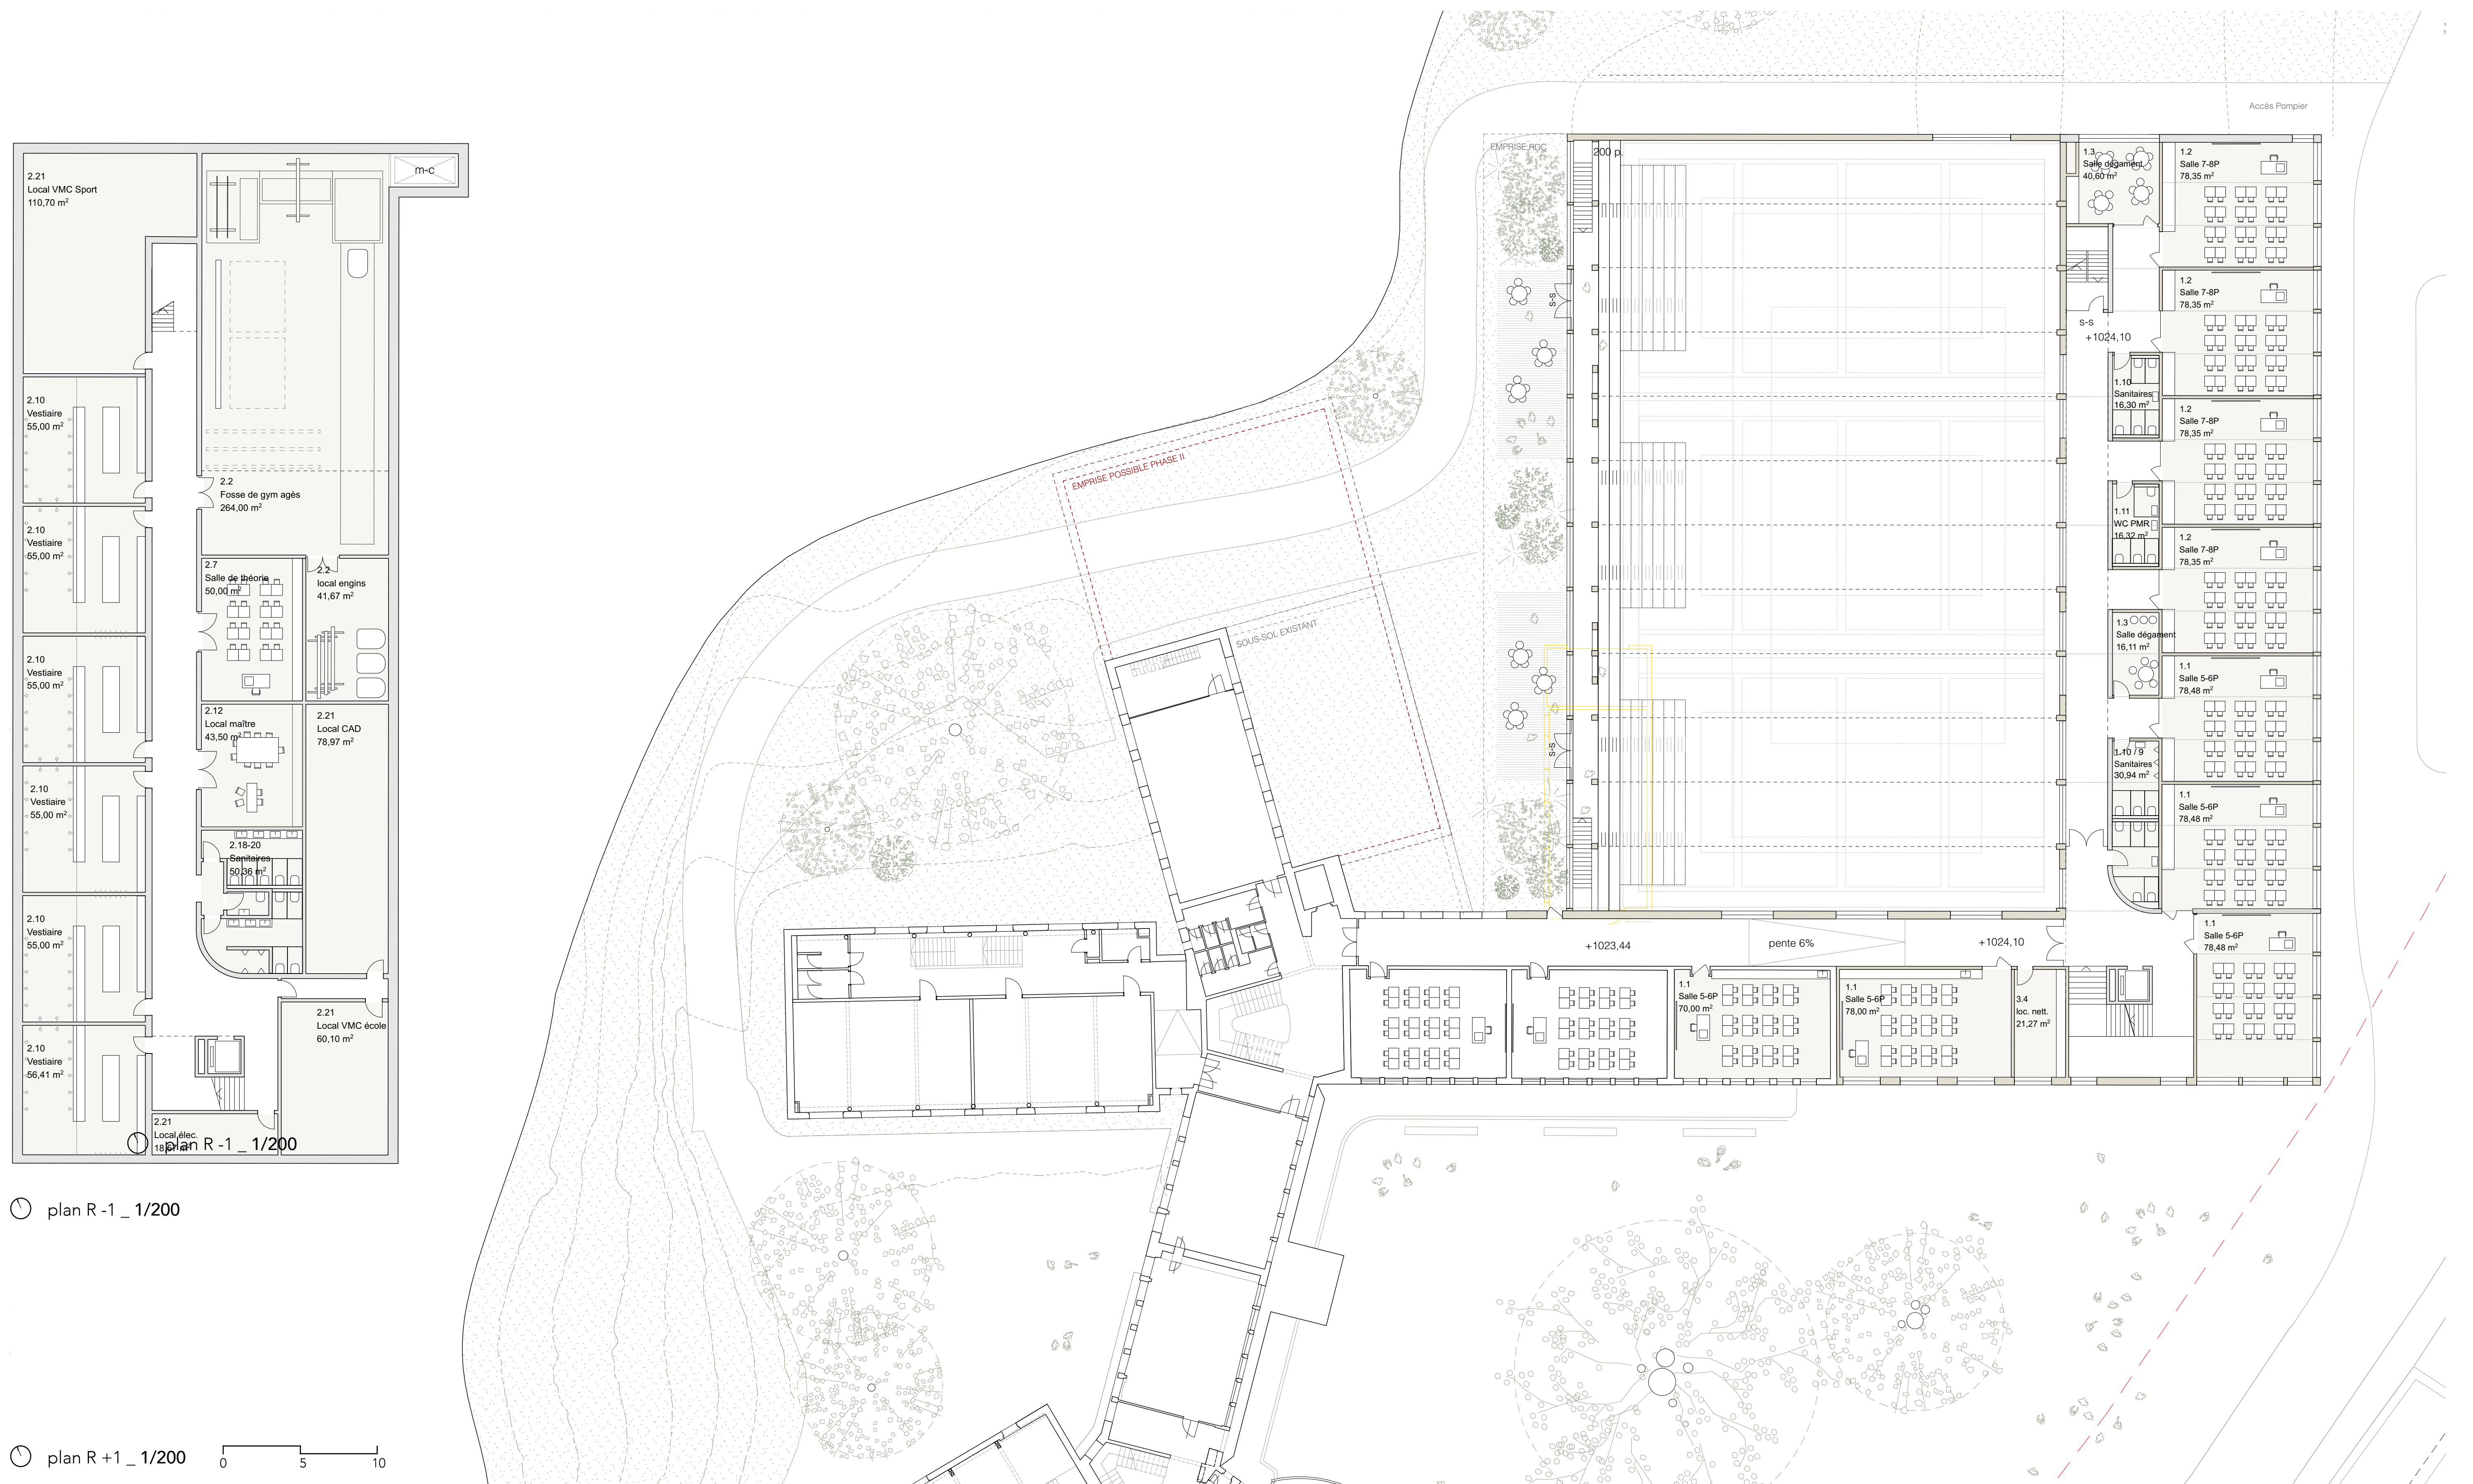 2.21
Local VMC Sport
110,70 m²
m-c
2.10
Vestiaire
55,00 m²
2.2
Fosse de gym agès
264,00 m²
2.10
Vestiaire
55,00 m²
2.7
Salle de théorie
50,00 m²
2.2
local engins
41,67 m²
2.10
Vestiaire
55,00 m²
2.12
Local maître
43,50 m²
2.21
Local CAD
78,97 m²
2.10
Vestiaire
55,00 m²
2.18-20
Sanitaires
50,36 m²
2.10
Vestiaire
55,00 m²
2.21
Local VMC école
60,10 m²
2.10
Vestiaire
56,41 m²
2.21
Local élec.
plan R -1 _ 1/200
plan R -1 _ 1/200
plan R +1 _ 1/200
0 5 10
EMPRISE POSSIBLE PHASE II
SOUS-SOL EXISTANT
EMPRISE RDC
200 p.
Accès Pompier
s-s
s-s
1.3
Salle dégament
40,60 m²
1.2
Salle 7-8P
78,35 m²
1.2
Salle 7-8P
78,35 m²
s-s
+1024,10
1.10
Sanitaires
16,30 m²
1.2
Salle 7-8P
78,35 m²
1.11
WC PMR
16,32 m²
1.2
Salle 7-8P
78,35 m²
1.3
Salle dégament
16,11 m²
1.1
Salle 5-6P
78,48 m²
1.10 / 9
Sanitaires
30,94 m²
1.1
Salle 5-6P
78,48 m²
1.1
Salle 5-6P
78,48 m²
+1023,44
pente 6%
+1024,10
1.1
Salle 5-6P
70,00 m²
1.1
Salle 5-6P
78,00 m²
3.4
loc. nett.
21,27 m²